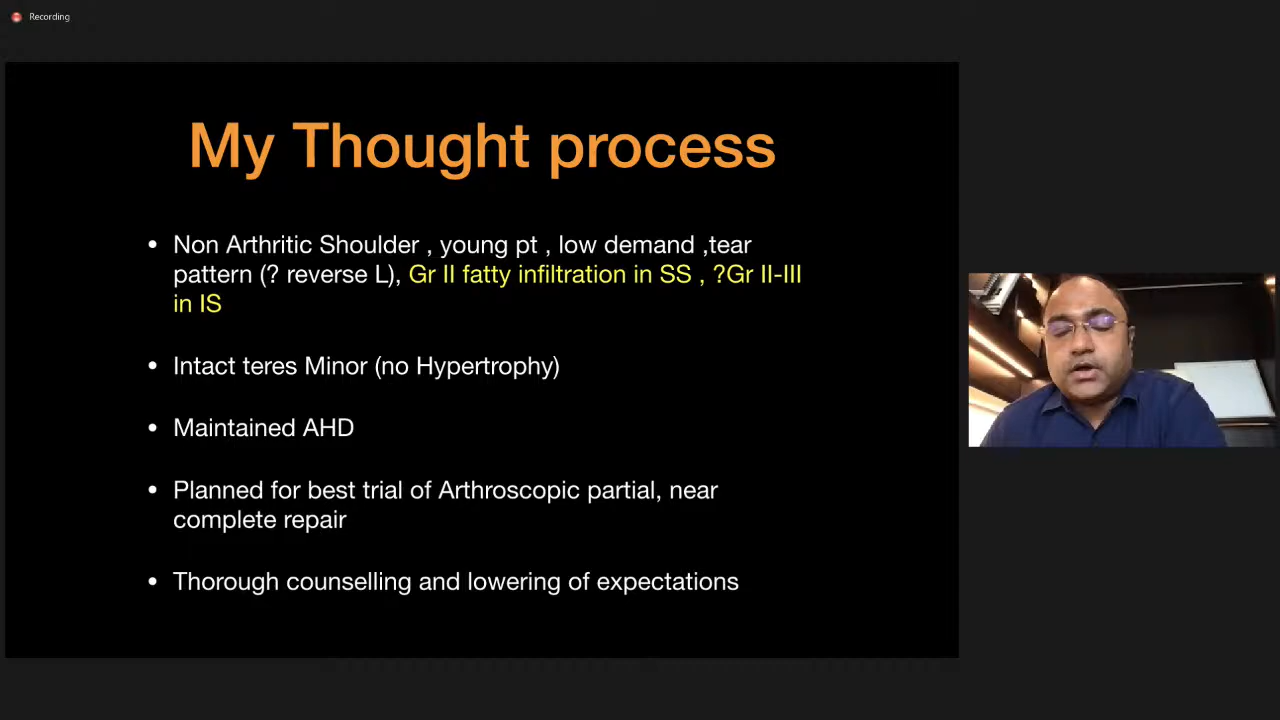 Recording
My Thought process
• Non Arthritic Shoulder , young pt , low demand ,tear
pattern (? reverse L), Gr II fatty infiltration in SS , ?Gr II-III
in IS
• Intact teres Minor (no Hypertrophy)
• Maintained AHD
• Planned for best trial of Arthroscopic partial, near
complete repair
• Thorough counselling and lowering of expectations